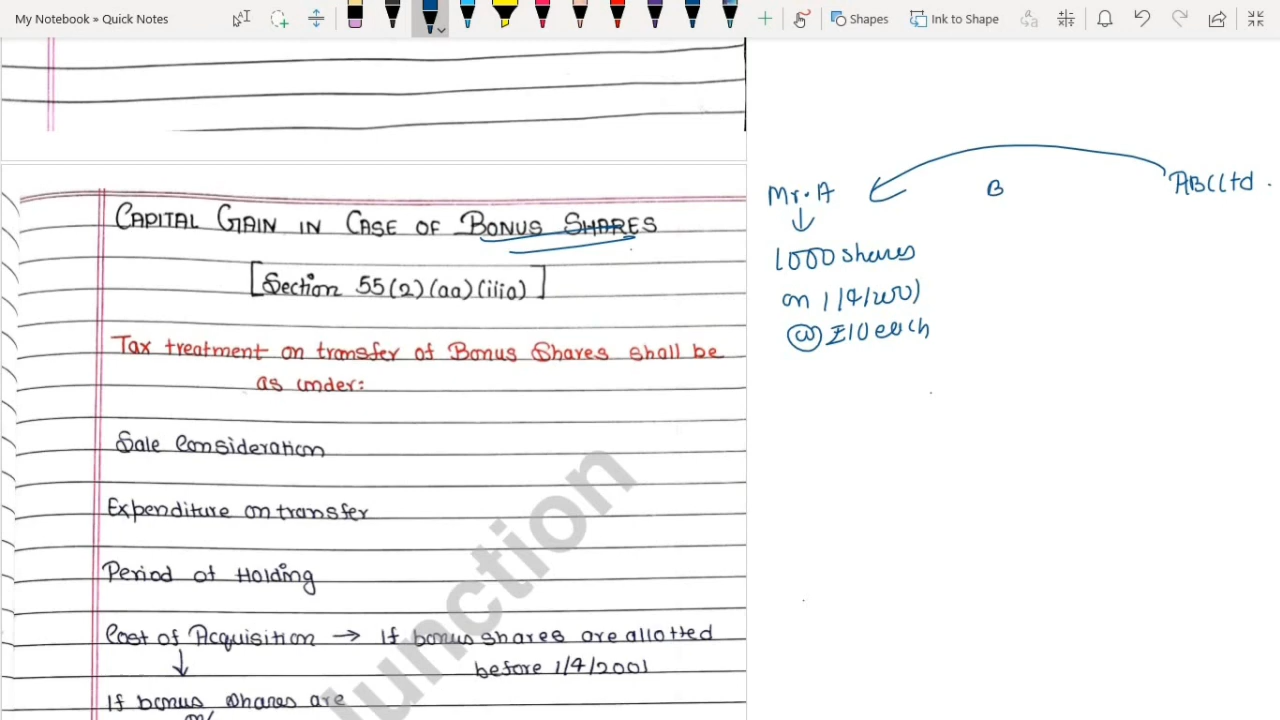 My Notebook » Quick Notes
Shapes
Ink to Shape
CAPITAL GAIN IN CASE OF BONUS SHARES
[Section 55(2)(aa)(iiia)]
Tax treatment on transfer of Bonus Shares shall be
as under:
Sale Consideration
Expenditure on transfer
Period of Holding
Cost of Acquisition → If bonus shares are allotted
before 1/4/2001
↓
If bonus shares are
Junction
Mr. A
B
ABC Ltd.
↓
1000 shares
on 1/4/2001
@ ₹10 each